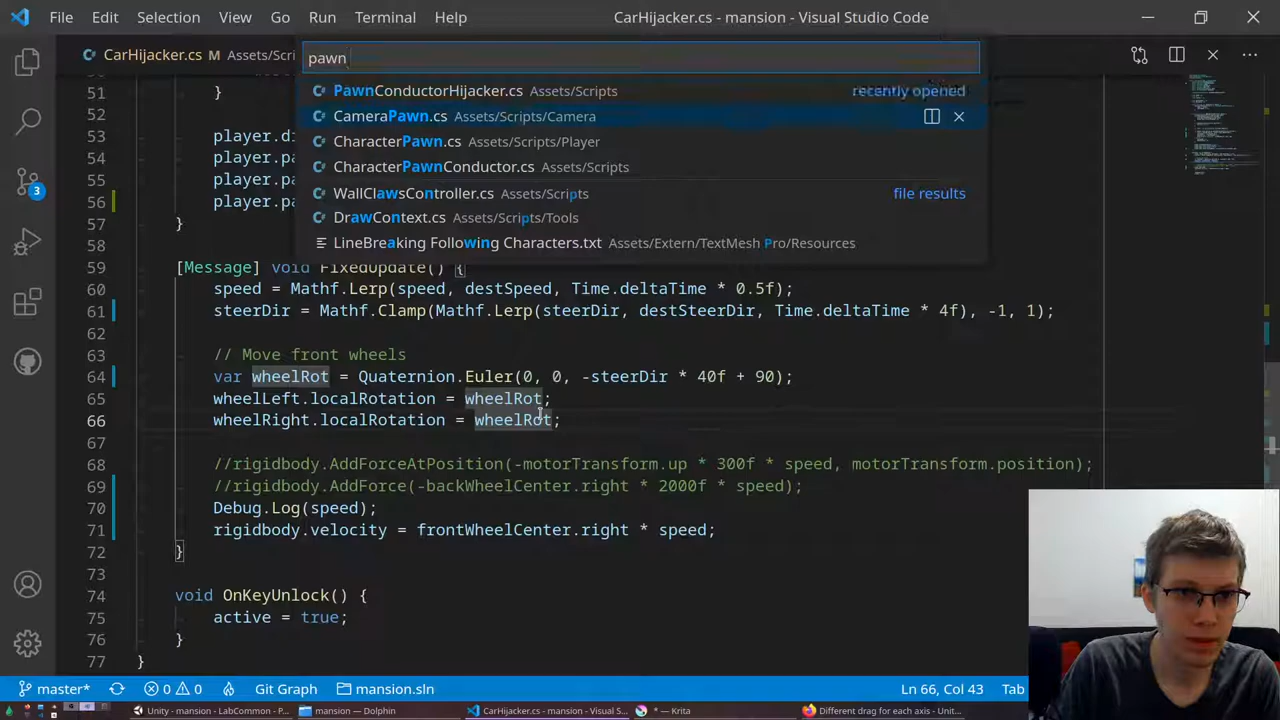 File Edit Selection View Go Run Terminal Help CarHijacker.cs - mansion - Visual Studio Code
CarHijacker.cs M Assets/Scri
pawn
PawnConductorHijacker.cs Assets/Scripts recently opened
CameraPawn.cs Assets/Scripts/Camera
CharacterPawn.cs Assets/Scripts/Player
CharacterPawnConductor.cs Assets/Scripts
WallClawsController.cs Assets/Scripts file results
DrawContext.cs Assets/Scripts/Tools
LineBreaking Following Characters.txt Assets/Extern/TextMesh Pro/Resources
51 }
52
53 player.di
54 player.pa
55 player.pa
56 player.pa
57 }
58
59 [Message] void FixedUpdate() {
60 speed = Mathf.Lerp(speed, destSpeed, Time.deltaTime * 0.5f);
61 steerDir = Mathf.Clamp(Mathf.Lerp(steerDir, destSteerDir, Time.deltaTime * 4f), -1, 1);
62
63 // Move front wheels
64 var wheelRot = Quaternion.Euler(0, 0, -steerDir * 40f + 90);
65 wheelLeft.localRotation = wheelRot;
66 wheelRight.localRotation = wheelRot;
67
68 //rigidbody.AddForceAtPosition(-motorTransform.up * 300f * speed, motorTransform.position);
69 //rigidbody.AddForce(-backWheelCenter.right * 2000f * speed);
70 Debug.Log(speed);
71 rigidbody.velocity = frontWheelCenter.right * speed;
72 }
73
74 void OnKeyUnlock() {
75 active = true;
76 }
77 }
3
master* 0 0 Git Graph mansion.sln Ln 66, Col 43 Tab
Unity - mansion - LabCommon - P... mansion — Dolphin CarHijacker.cs - mansion - Visual S... * — Krita Different drag for each axis - Unit...